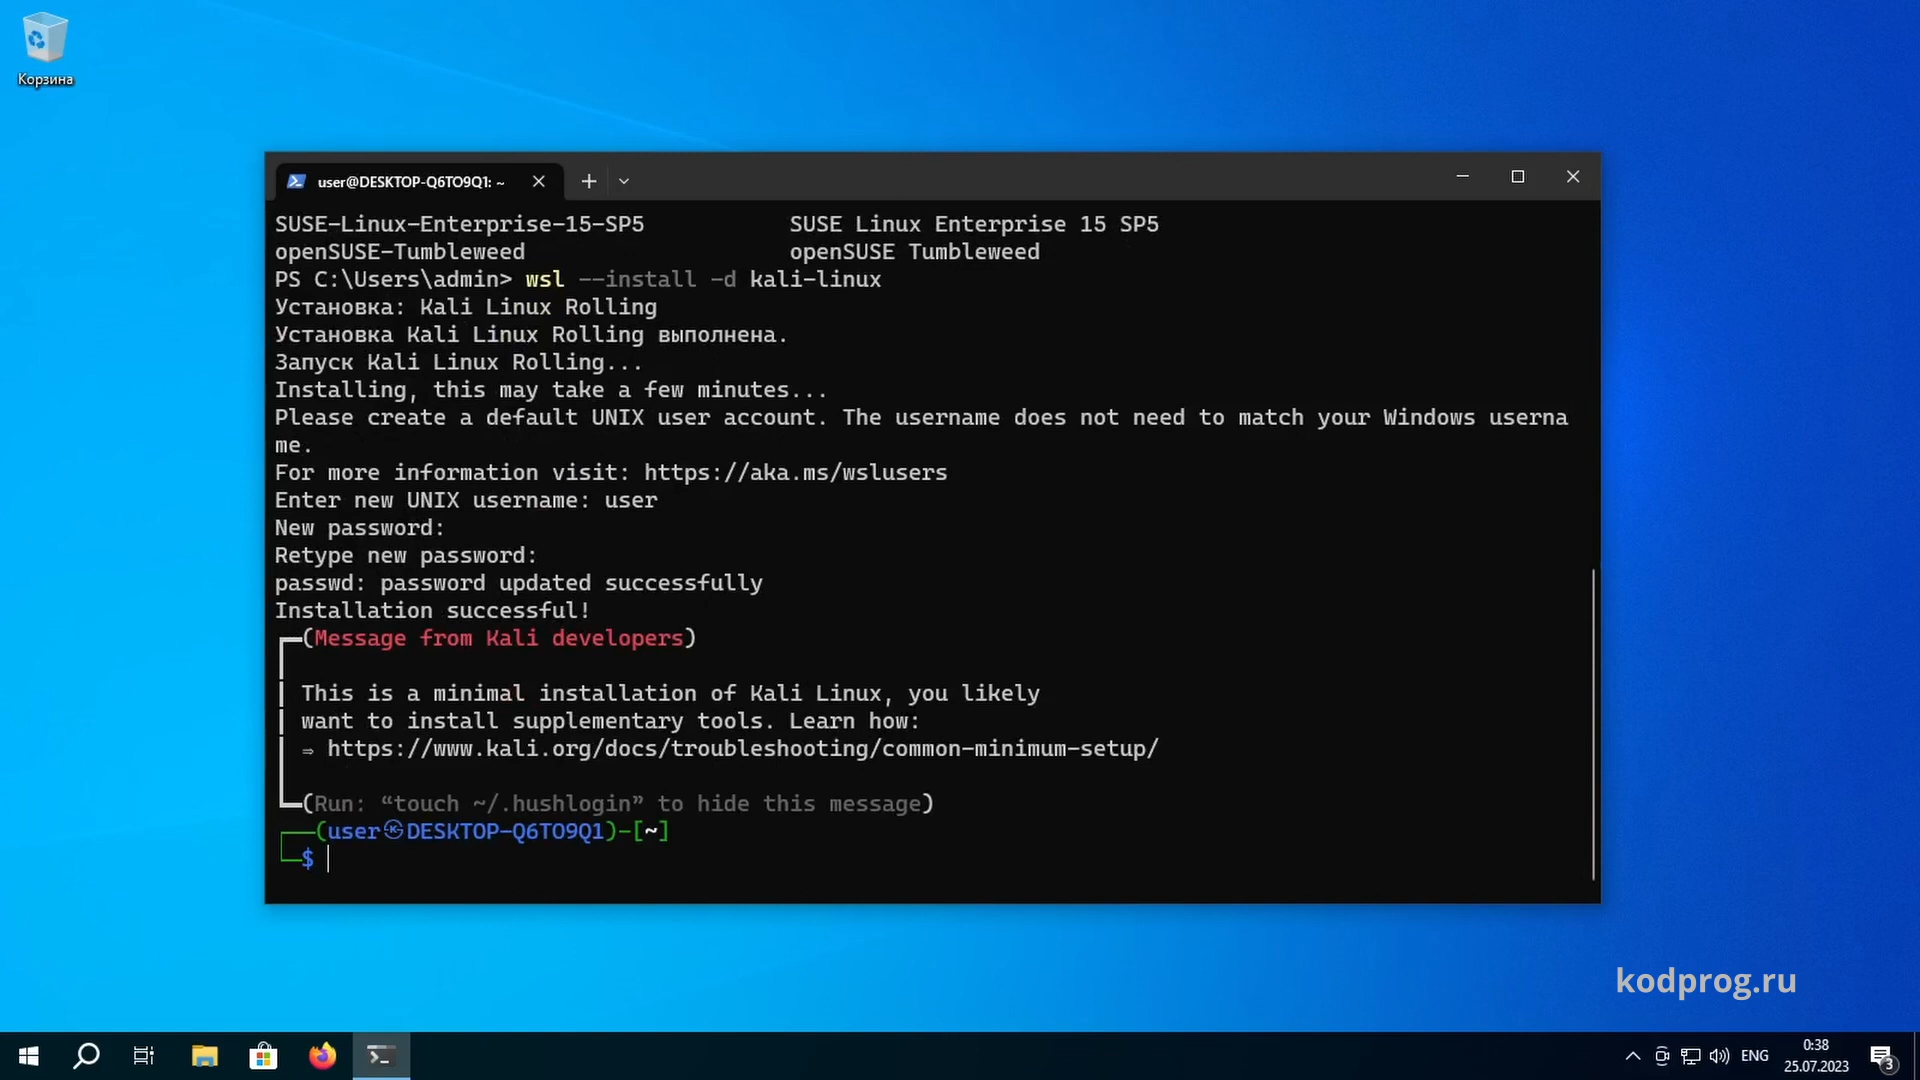 Корзина
user@DESKTOP-Q6TO9Q1: ~
SUSE-Linux-Enterprise-15-SP5 SUSE Linux Enterprise 15 SP5
openSUSE-Tumbleweed openSUSE Tumbleweed
PS C:\Users\admin> wsl --install -d kali-linux
Установка: Kali Linux Rolling
Установка Kali Linux Rolling выполнена.
Запуск Kali Linux Rolling...
Installing, this may take a few minutes...
Please create a default UNIX user account. The username does not need to match your Windows userna
me.
For more information visit: https://aka.ms/wslusers
Enter new UNIX username: user
New password:
Retype new password:
passwd: password updated successfully
Installation successful!
(Message from Kali developers)
This is a minimal installation of Kali Linux, you likely
want to install supplementary tools. Learn how:
⇒ https://www.kali.org/docs/troubleshooting/common-minimum-setup/
(Run: “touch ~/.hushlogin” to hide this message)
(user㉿DESKTOP-Q6TO9Q1)-[~]
$
kodprog.ru
ENG
0:38
25.07.2023
3